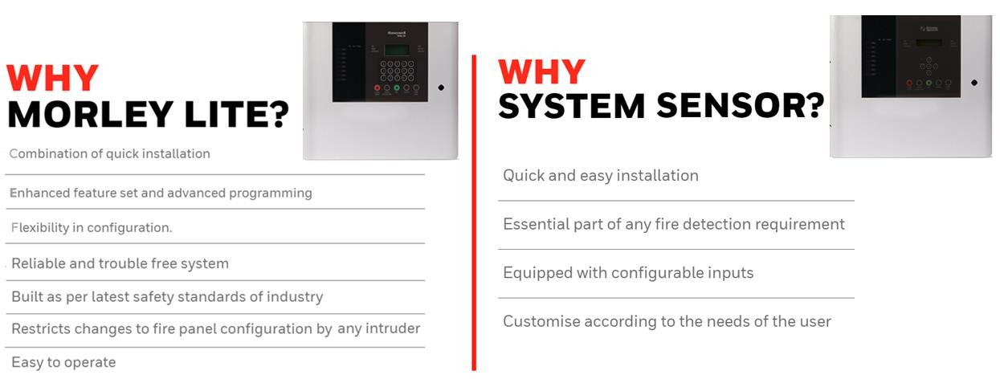 WHY
MORLEY LITE?
Combination of quick installation
Enhanced feature set and advanced programming
Flexibility in configuration.
Reliable and trouble free system
Built as per latest safety standards of industry
Restricts changes to fire panel configuration by any intruder
Easy to operate
Honeywell
WHY
SYSTEM SENSOR?
Quick and easy installation
Essential part of any fire detection requirement
Equipped with configurable inputs
Customise according to the needs of the user